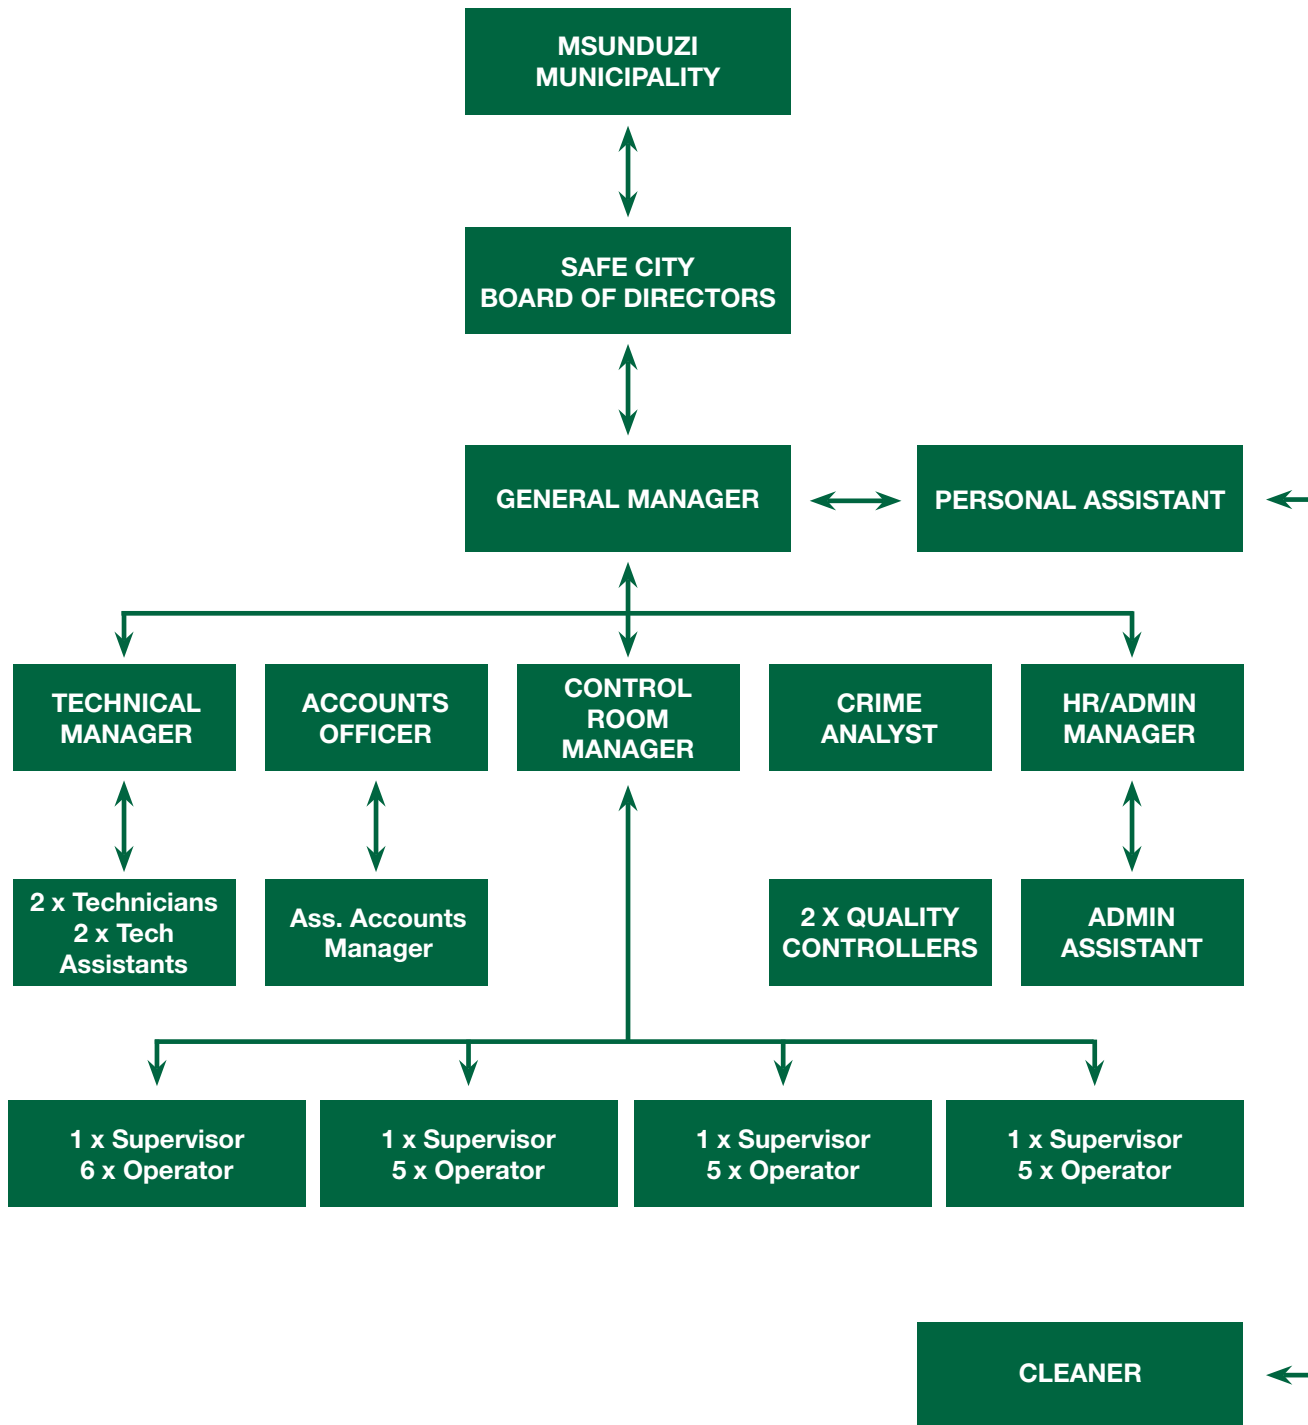 MSUNDUZI
MUNICIPALITY
SAFE CITY
BOARD OF DIRECTORS
GENERAL MANAGER
PERSONAL ASSISTANT
TECHNICAL
MANAGER
ACCOUNTS
OFFICER
CONTROL
ROOM
MANAGER
CRIME
ANALYST
HR/ADMIN
MANAGER
2 x Technicians
2 x Tech
Assistants
Ass. Accounts
Manager
2 X QUALITY
CONTROLLERS
ADMIN
ASSISTANT
1 x Supervisor
6 x Operator
1 x Supervisor
5 x Operator
1 x Supervisor
5 x Operator
1 x Supervisor
5 x Operator
CLEANER